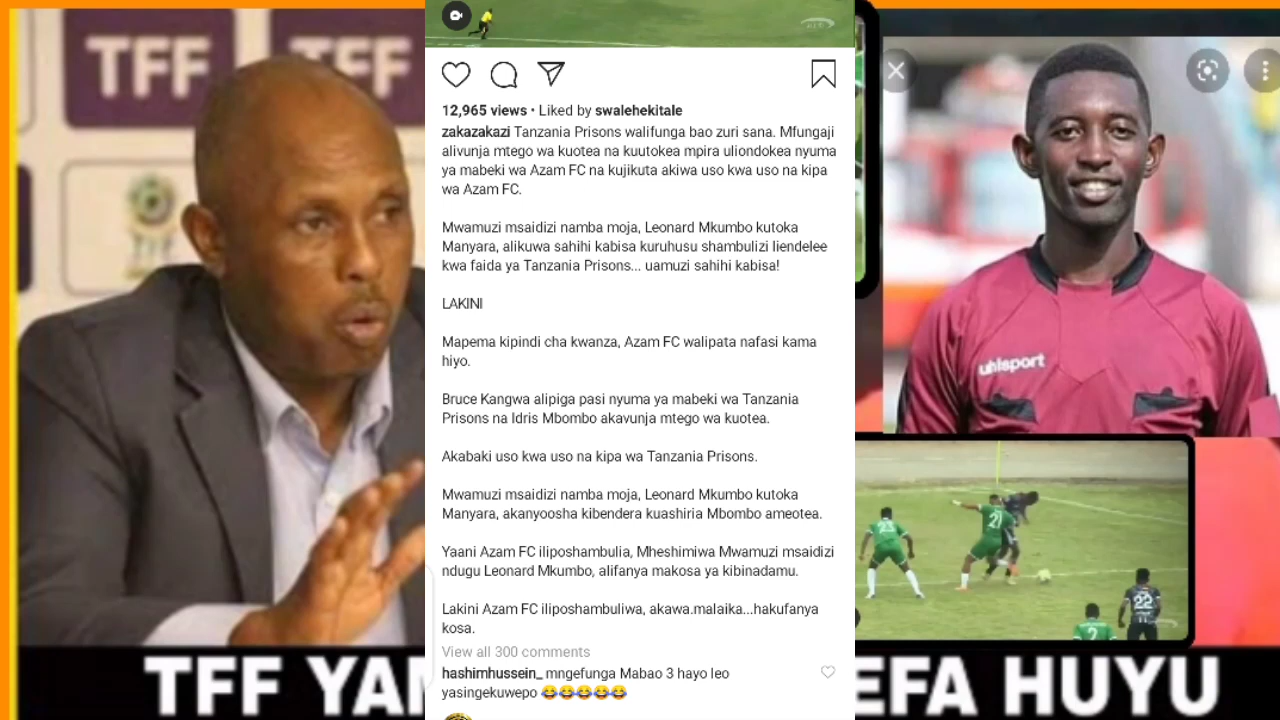 TFF
TFF
12,965 views • Liked by swalehekitale
zakazakazi Tanzania Prisons walifunga bao zuri sana. Mfungaji
alivunja mtego wa kuotea na kuutokea mpira uliondokea nyuma
ya mabeki wa Azam FC na kujikuta akiwa uso kwa uso na kipa
wa Azam FC.
Mwamuzi msaidizi namba moja, Leonard Mkumbo kutoka
Manyara, alikuwa sahihi kabisa kuruhusu shambulizi liendelee
kwa faida ya Tanzania Prisons... uamuzi sahihi kabisa!
LAKINI
Mapema kipindi cha kwanza, Azam FC walipata nafasi kama
hiyo.
Bruce Kangwa alipiga pasi nyuma ya mabeki wa Tanzania
Prisons na Idris Mbombo akavunja mtego wa kuotea.
Akabaki uso kwa uso na kipa wa Tanzania Prisons.
Mwamuzi msaidizi namba moja, Leonard Mkumbo kutoka
Manyara, akanyoosha kibendera kuashiria Mbombo ameotea.
Yaani Azam FC iliposhambulia, Mheshimiwa Mwamuzi msaidizi
ndugu Leonard Mkumbo, alifanya makosa ya kibinadamu.
Lakini Azam FC iliposhambuliwa, akawa.malaika...hakufanya
kosa.
View all 300 comments
hashimhussein_ mngefunga Mabao 3 hayo leo
yasingekuwepo 😂😂😂😂😂
uhlsport
23
21
22
2
TFF YA
EFA HUYU